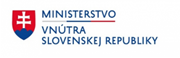 MINISTERSTVO
VNÚTRA
SLOVENSKEJ REPUBLIKY